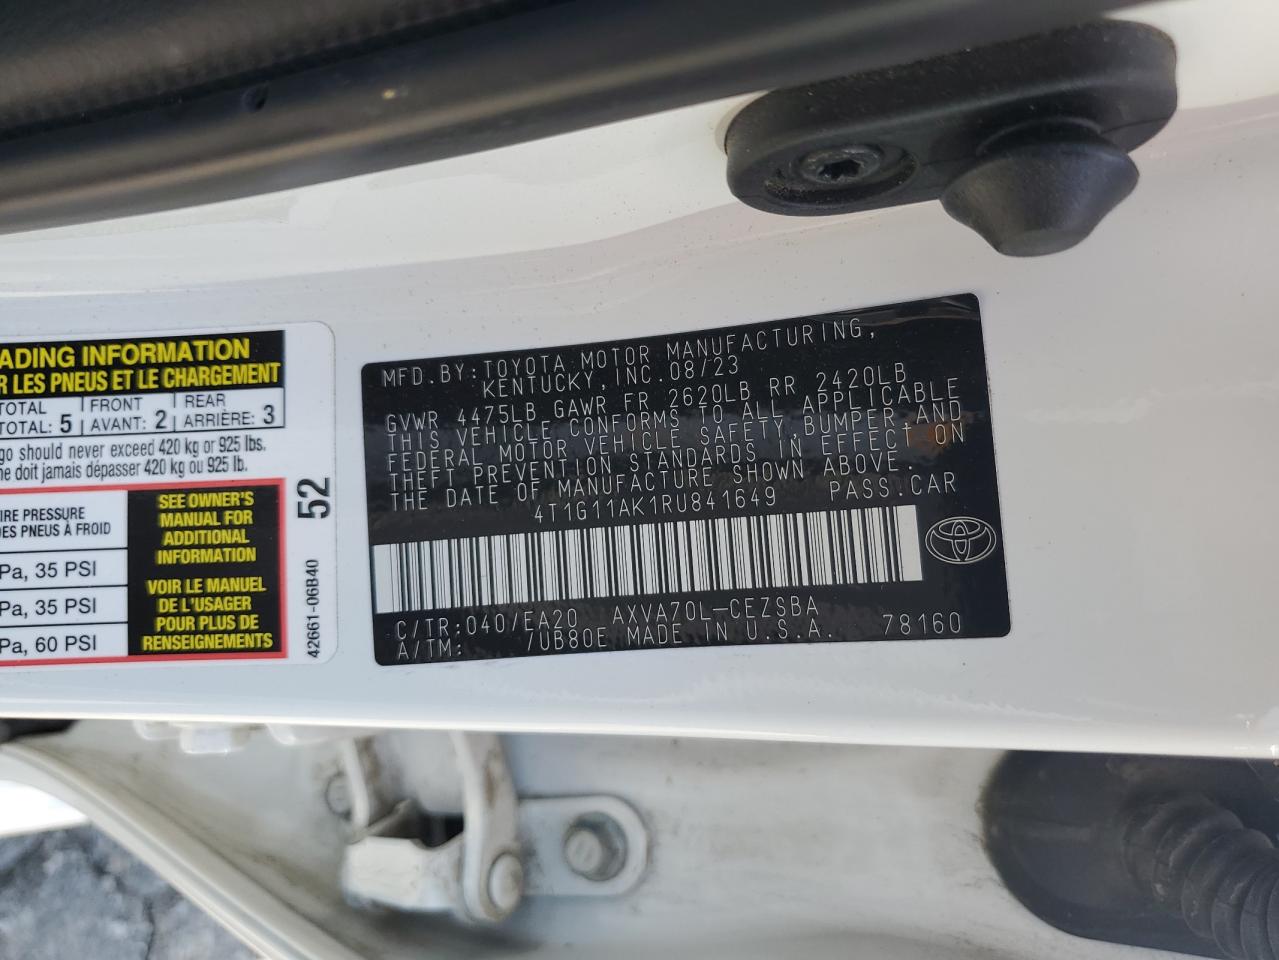 ADING INFORMATION
R LES PNEUS ET LE CHARGEMENT
TOTAL 5 FRONT 2 REAR 3
TOTAL: AVANT: ARRIÈRE:
go should never exceed 420 kg or 925 lbs.
ne doit jamais dépasser 420 kg ou 925 lb.
IRE PRESSURE
DES PNEUS À FROID
Pa, 35 PSI
Pa, 35 PSI
Pa, 60 PSI
SEE OWNER'S
MANUAL FOR
ADDITIONAL
INFORMATION
VOIR LE MANUEL
DE L'USAGER
POUR PLUS DE
RENSEIGNEMENTS
52
42661-06B40
MFD.BY:TOYOTA MOTOR MANUFACTURING,
KENTUCKY,INC.08/23
GVWR 4475LB GAWR FR 2620LB RR 2420LB
THIS VEHICLE CONFORMS TO ALL APPLICABLE
FEDERAL MOTOR VEHICLE SAFETY,BUMPER,AND
THEFT PREVENTION STANDARDS IN EFFECT ON
THE DATE OF MANUFACTURE SHOWN ABOVE.
4T1G11AK1RU841649 PASS.CAR
C/TR:040/EA20 AXVA70L-CEZSBA
A/TM: 7UB80E MADE IN U.S.A. 78160